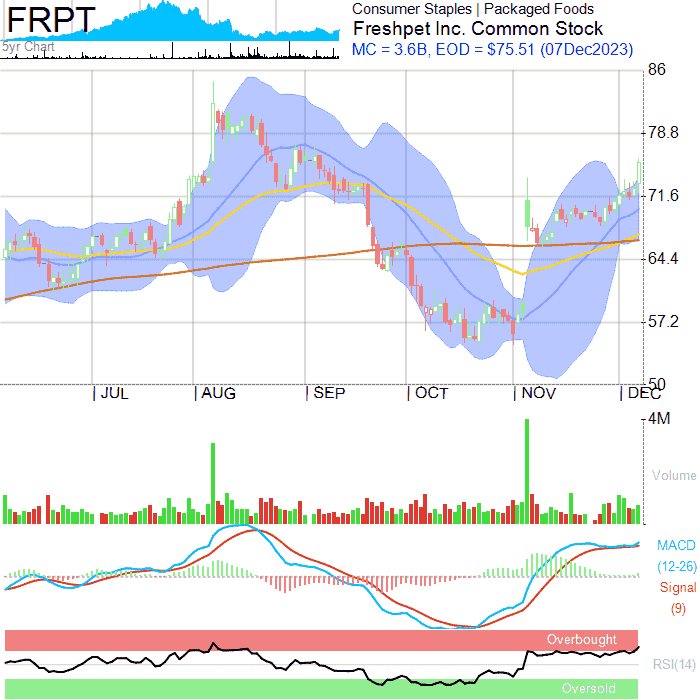 FRPT
5yr Chart
Consumer Staples | Packaged Foods
Freshpet Inc. Common Stock
MC = 3.6B, EOD = $75.51 (07Dec2023)
86
78.8
71.6
64.4
57.2
50
JUL AUG SEP OCT NOV DEC
4M
Volume
MACD
(12-26)
Signal
(9)
Overbought
RSI(14)
Oversold